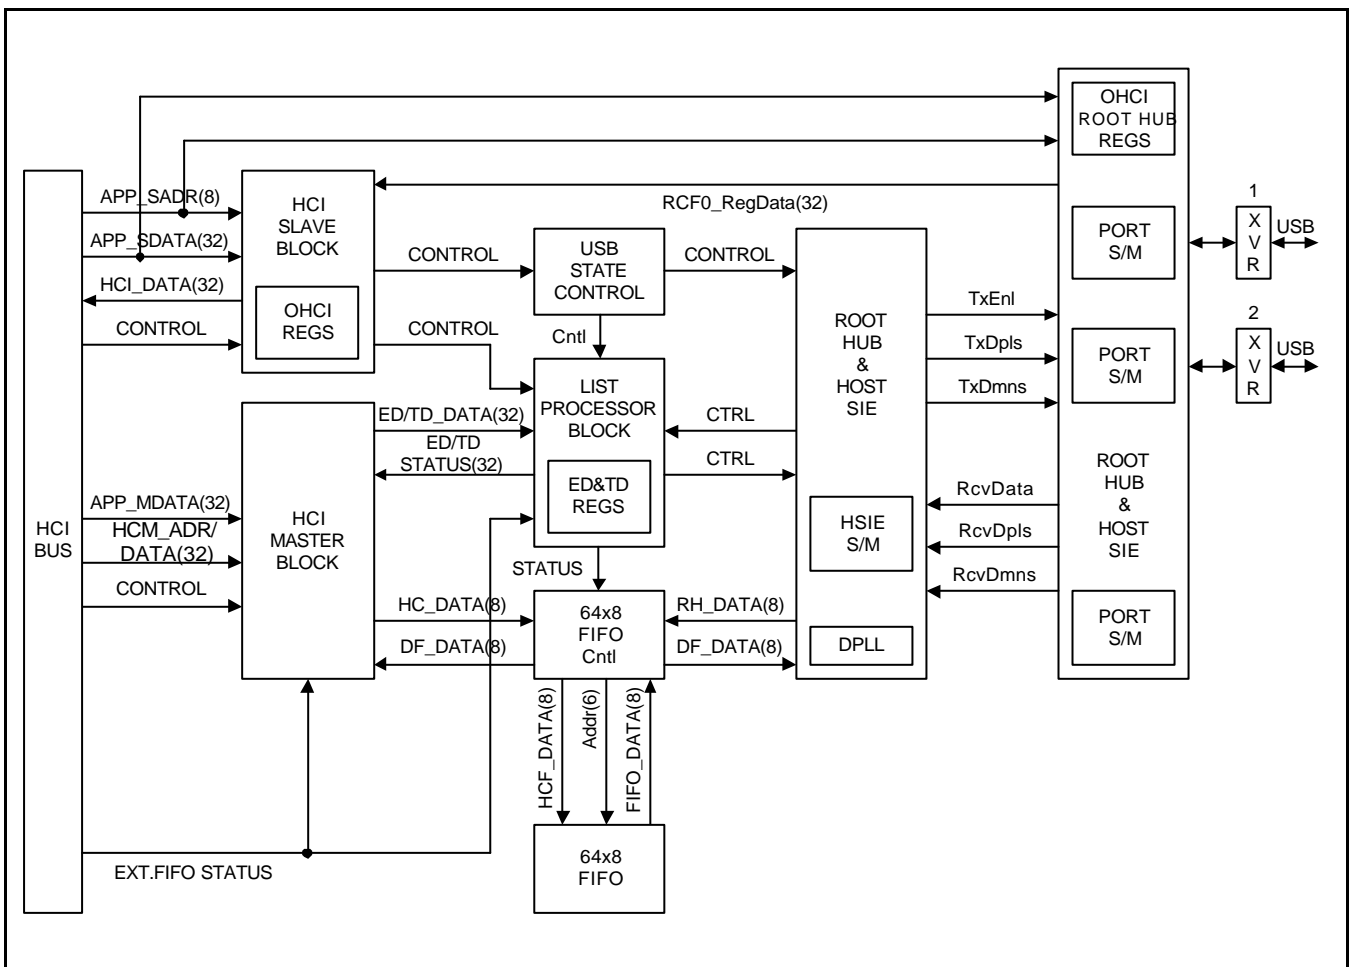 OHCI
ROOT HUB
REGS
APP_SADR(8)
HCI
SLAVE
BLOCK
RCF0_RegData(32)
1
X
V
R
USB
PORT
S/M
APP_SDATA(32)
CONTROL
USB
STATE
CONTROL
CONTROL
HCI_DATA(32)
OHCI
REGS
CONTROL
CONTROL
Cntl
ROOT
HUB
&
HOST
SIE
TxEnl
TxDpls
TxDmns
2
X
V
R
USB
PORT
S/M
LIST
PROCESSOR
BLOCK
ED/TD_DATA(32)
ED/TD
STATUS(32)
CTRL
CTRL
ED&TD
REGS
ROOT
HUB
&
HOST
SIE
HCI
BUS
APP_MDATA(32)
HCM_ADR/
DATA(32)
CONTROL
HCI
MASTER
BLOCK
HSIE
S/M
RcvData
RcvDpls
RcvDmns
STATUS
HC_DATA(8)
DF_DATA(8)
64x8
FIFO
Cntl
RH_DATA(8)
DF_DATA(8)
DPLL
PORT
S/M
HCF_DATA(8)
Addr(6)
FIFO_DATA(8)
EXT.FIFO STATUS
64x8
FIFO